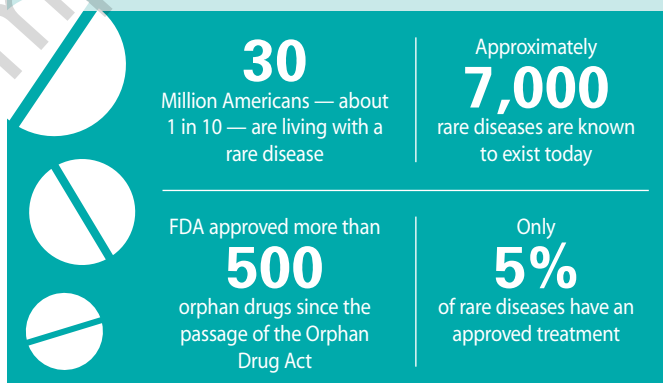 30
Million Americans — about
1 in 10 — are living with a
rare disease
Approximately
7,000
rare diseases are known
to exist today
FDA approved more than
500
orphan drugs since the
passage of the Orphan
Drug Act
Only
5%
of rare diseases have an
approved treatment